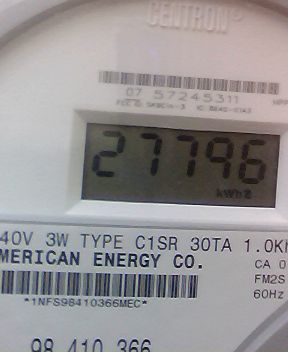 CENTRON®
07 57245311
27796
kWh
40V 3W TYPE C1SR 30TA 1.0Kh
MERICAN ENERGY CO.
CA 0
FM2S
60Hz
*1NFS98410366MEC*
98 410 366